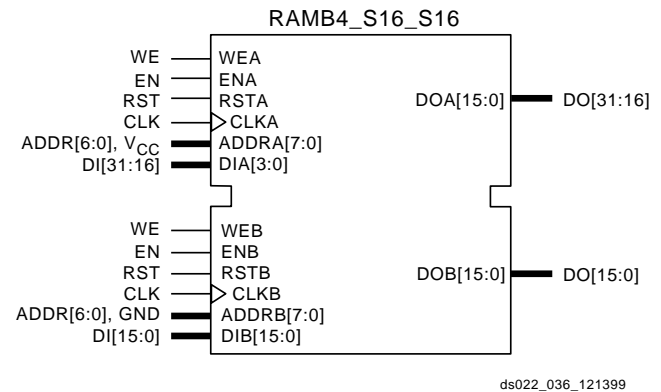 RAMB4_S16_S16
WE WEA
EN ENA
RST RSTA DOA[15:0] DO[31:16]
CLK CLKA
ADDR[6:0], VCC ADDRA[7:0]
DI[31:16] DIA[3:0]
WE WEB
EN ENB
RST RSTB DOB[15:0] DO[15:0]
CLK CLKB
ADDR[6:0], GND ADDRB[7:0]
DI[15:0] DIB[15:0]
ds022_036_121399